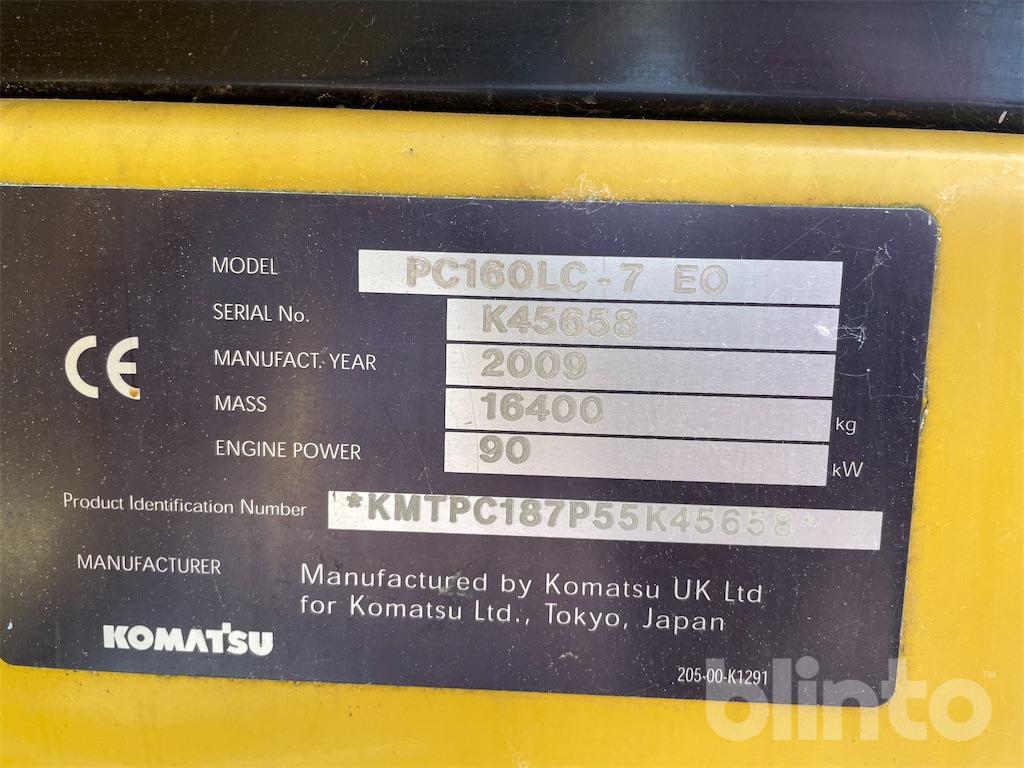 MODEL PC160LC-7 EO
SERIAL No. K45658
MANUFACT. YEAR 2009
MASS 16400 kg
ENGINE POWER 90 kW
Product Identification Number *KMTPC187P55K45658*
MANUFACTURER
Manufactured by Komatsu UK Ltd
for Komatsu Ltd., Tokyo, Japan
CE
KOMATSU
205-00-K1291
blinto™